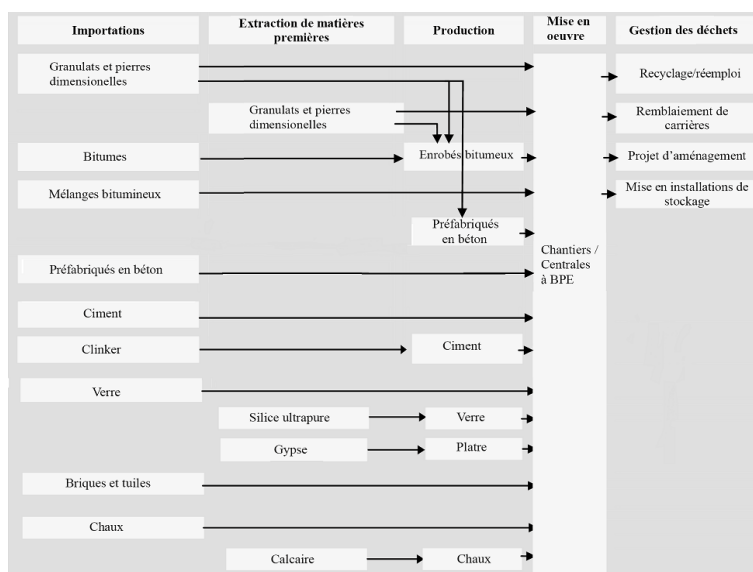 Importations
Extraction de matières
premières
Production
Mise en
oeuvre
Gestion des déchets
Granulats et pierres
dimensionelles
Recyclage/réemploi
Granulats et pierres
dimensionelles
Remblaiement de
carrières
Bitumes
Enrobés bitumeux
Projet d'aménagement
Mélanges bitumineux
Mise en installations de
stockage
Préfabriqués
en béton
Chantiers /
Centrales
à BPE
Préfabriqués en béton
Ciment
Clinker
Ciment
Verre
Silice ultrapure
Verre
Gypse
Platre
Briques et tuiles
Chaux
Calcaire
Chaux